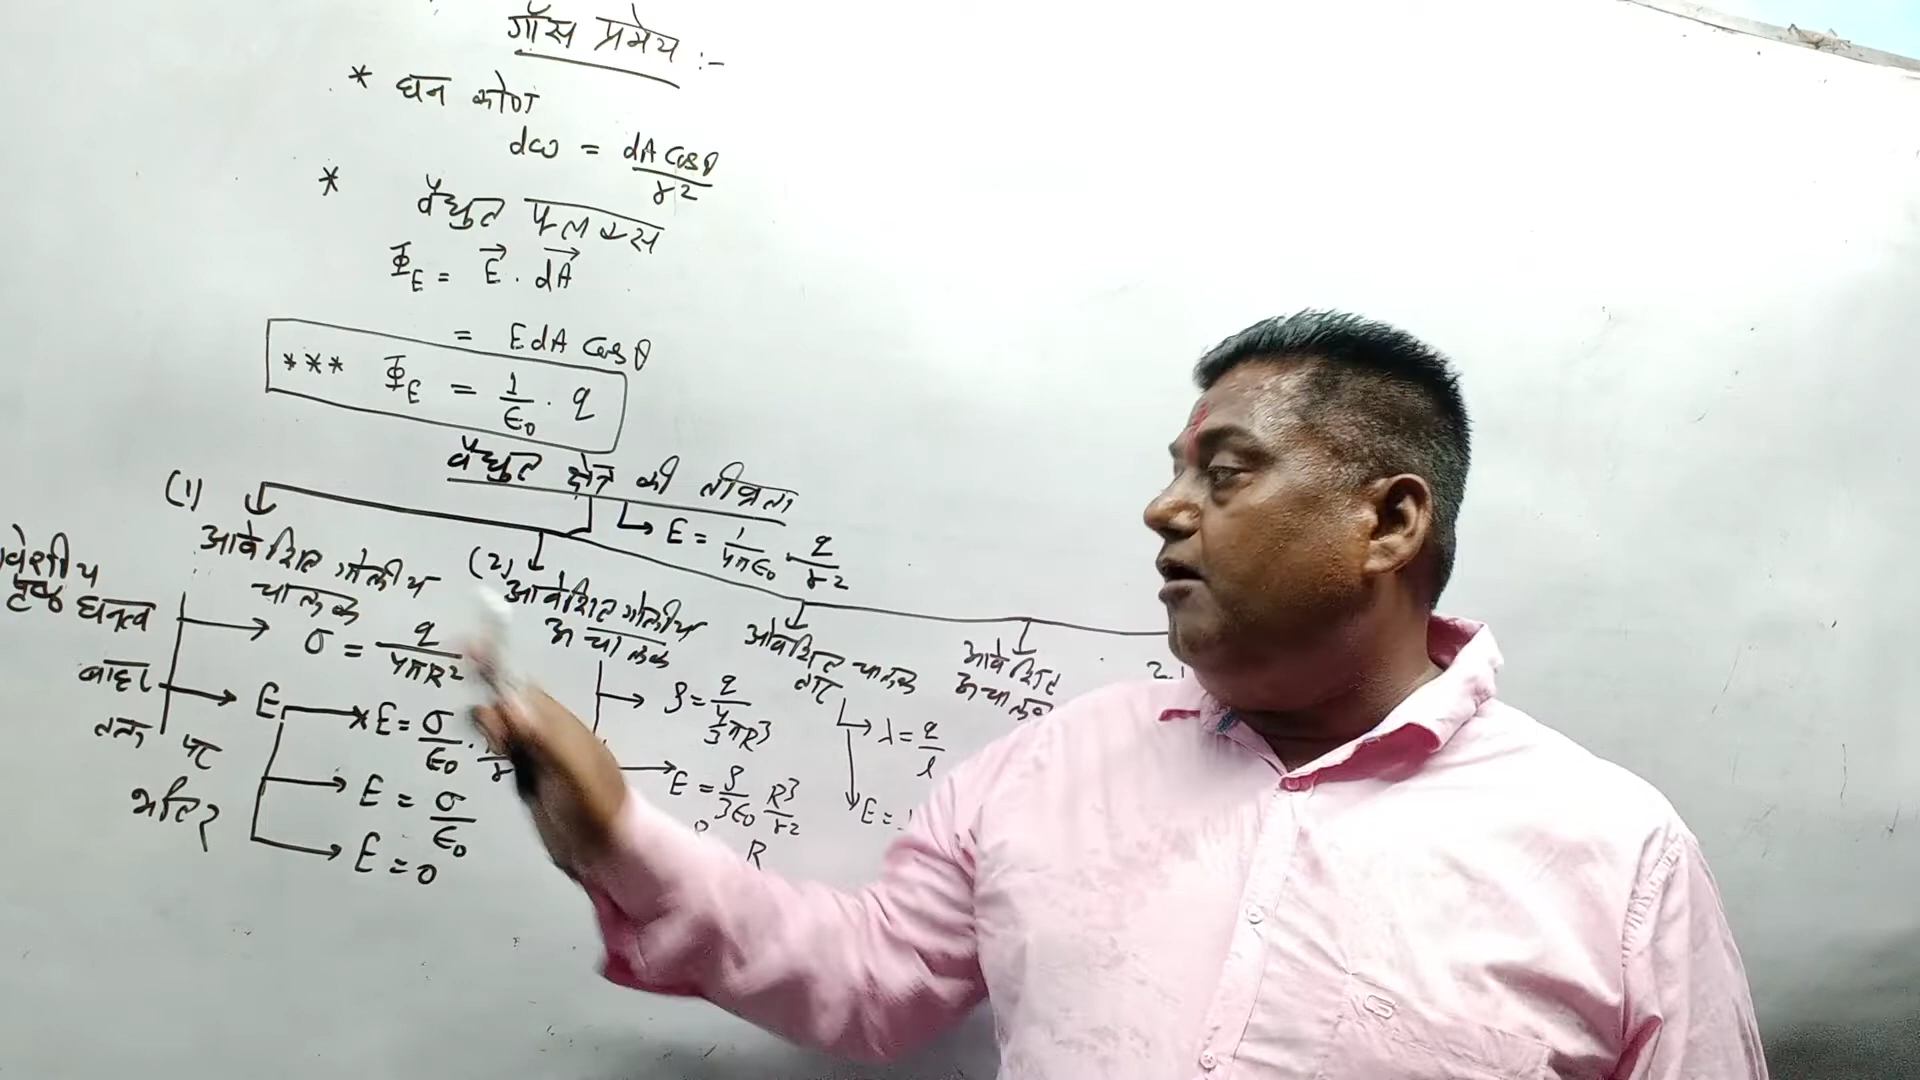 गॉस प्रमेय :-
* घन कोण
dω = dA Cosθ / r2
* वैद्युत फ्लक्स
ΦE = E⃗ . dA⃗
= EdA Cosθ
*** ΦE = 1/ϵ0 . q
वैद्युत क्षेत्र की तीव्रता
E = 1/4πϵ0 . q/r2
(1) आवेशित गोलीय चालक
घनत्व
σ = q/4πR2
बाहर
E
E = σ/ϵ0 .
तल पर
E = σ/ϵ0
भीतर
E = 0
(2) आवेशित गोलीय अचालक
ρ = q / 4/3 πR3
E = ρ/3ϵ0 R3/r2
R
आवेशित चालक तार
λ = q/l
E =
आवेशित अचालक